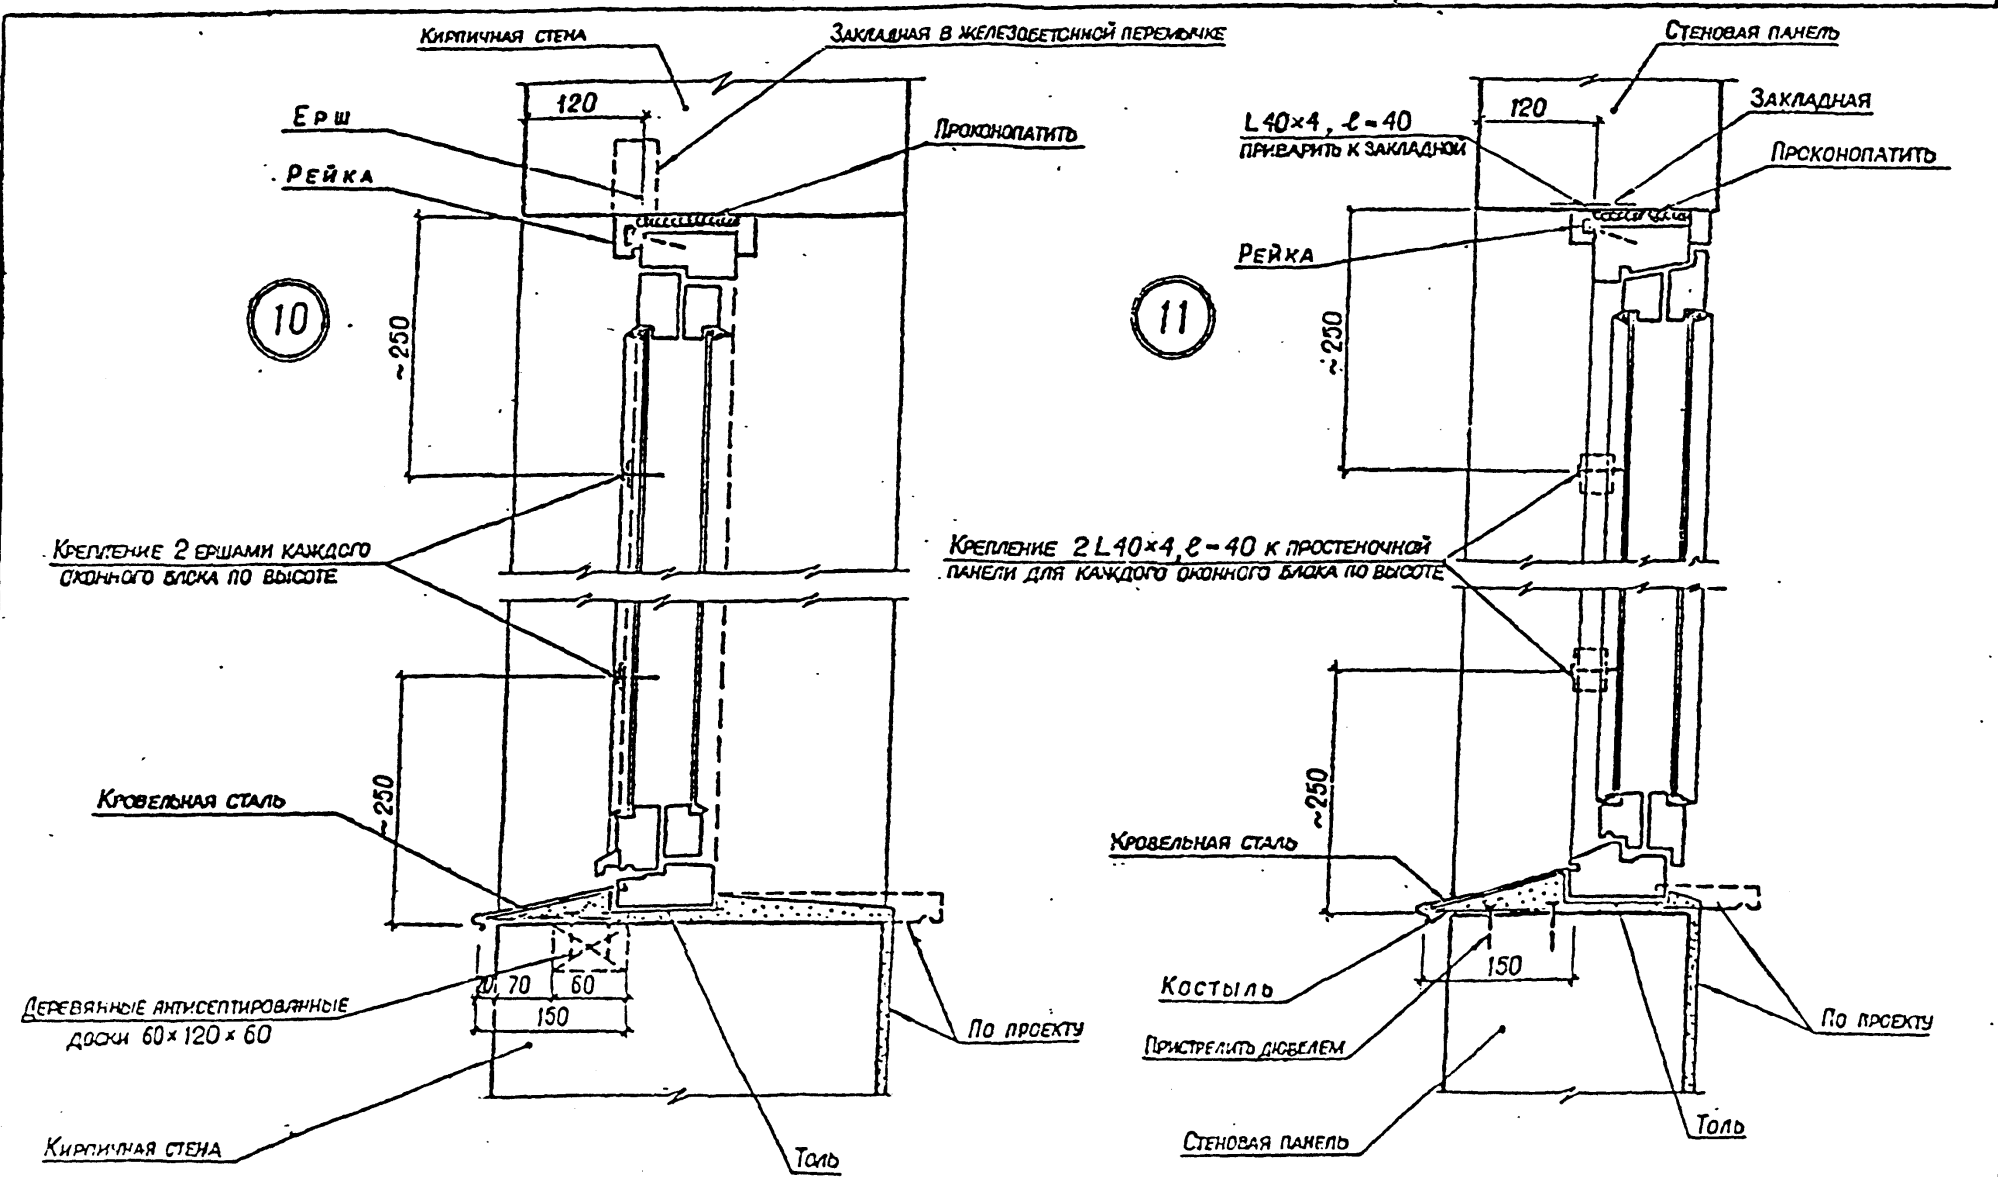 Кирпичная стена
Закладная в железобетонной перемычке
120
Ерш
Рейка
Проконопатить
10
~250
Крепление 2 ершами каждого
оконного блока по высоте
Кровельная сталь
~250
20 70 60
150
Деревянные антисептированные
доски 60×120×60
По проекту
Кирпичная стена
Толь
Стеновая панель
Закладная
120
L 40×4, ℓ-40
приварить к закладной
Проконопатить
Рейка
11
~250
Крепление 2 L 40×4, ℓ-40 к простеночной
панели для каждого оконного блока по высоте
~250
Кровельная сталь
Костыль
150
Пристрелить дюбелем
По проекту
Стеновая панель
Толь